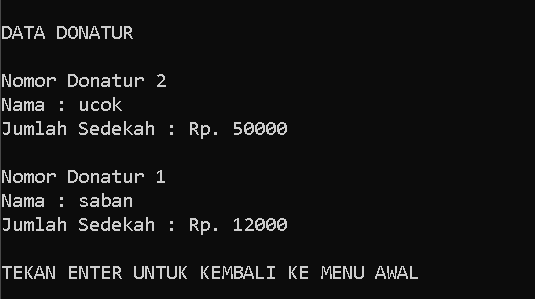 DATA DONATUR
Nomor Donatur 2
Nama : ucok
Jumlah Sedekah : Rp. 50000
Nomor Donatur 1
Nama : saban
Jumlah Sedekah : Rp. 12000
TEKAN ENTER UNTUK KEMBALI KE MENU AWAL